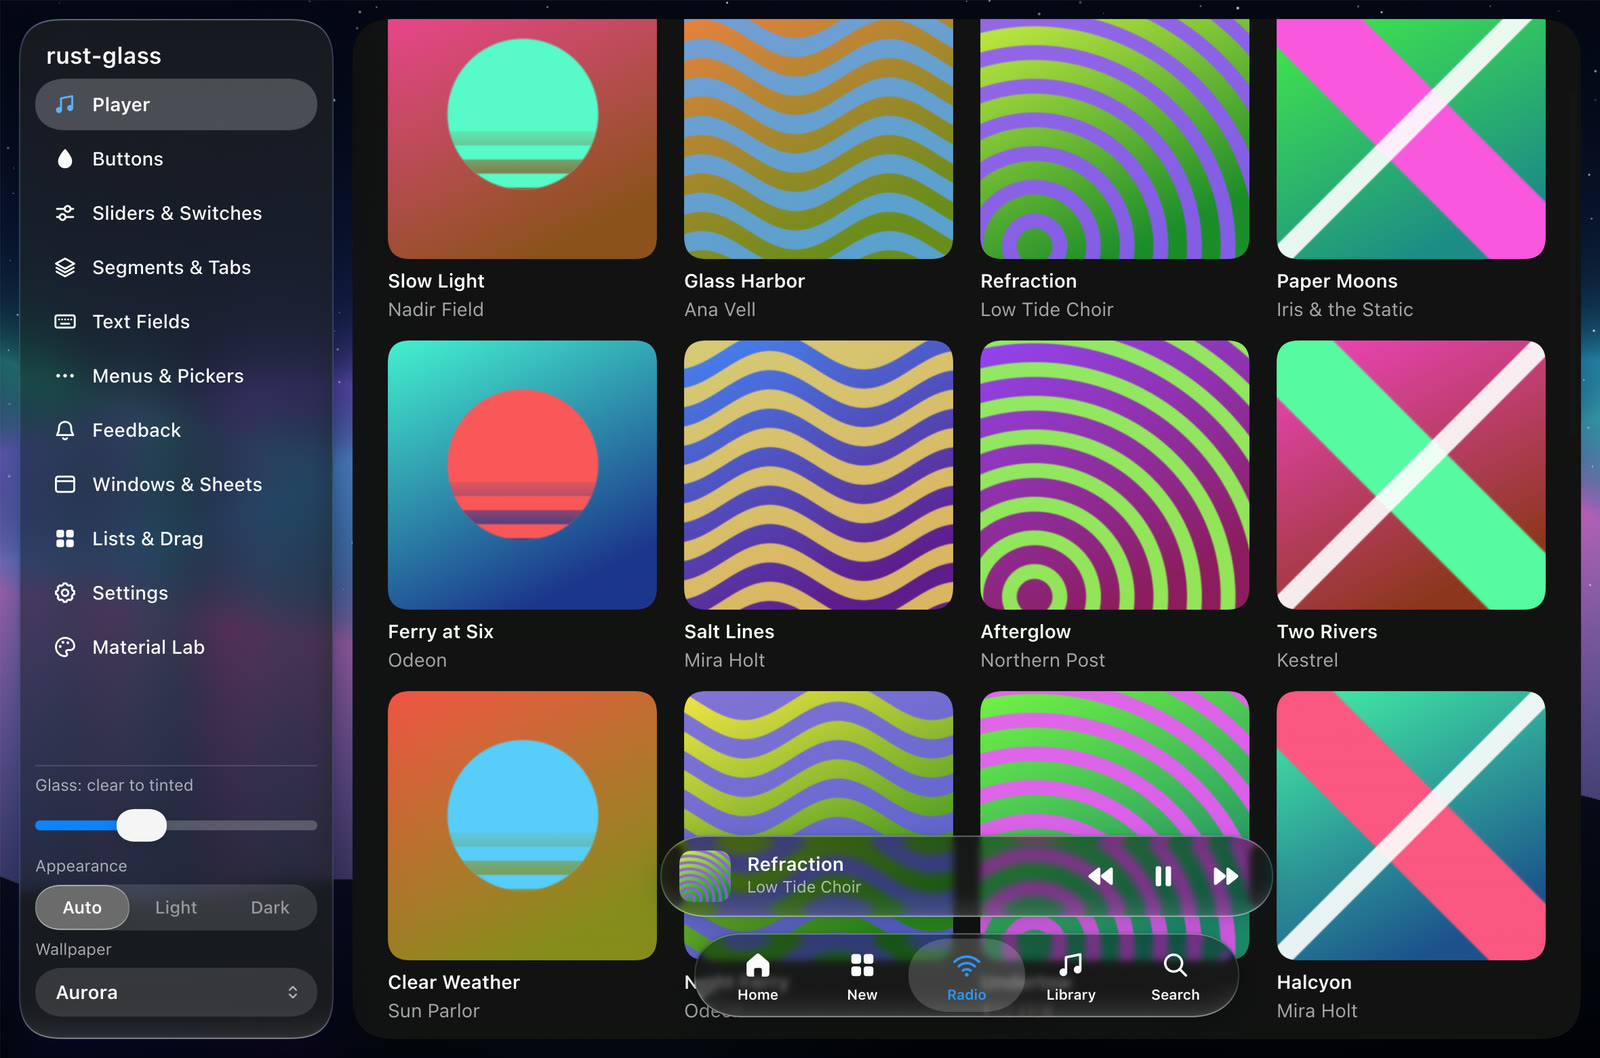 rust-glass
Player
Buttons
Sliders & Switches
Segments & Tabs
Text Fields
Menus & Pickers
Feedback
Windows & Sheets
Lists & Drag
Settings
Material Lab
Glass: clear to tinted
Appearance
Auto Light Dark
Wallpaper
Aurora
Slow Light
Nadir Field
Glass Harbor
Ana Vell
Refraction
Low Tide Choir
Paper Moons
Iris & the Static
Ferry at Six
Odeon
Salt Lines
Mira Holt
Afterglow
Northern Post
Two Rivers
Kestrel
Clear Weather
Sun Parlor
Halcyon
Mira Holt
Refraction
Low Tide Choir
Home New Radio Library Search